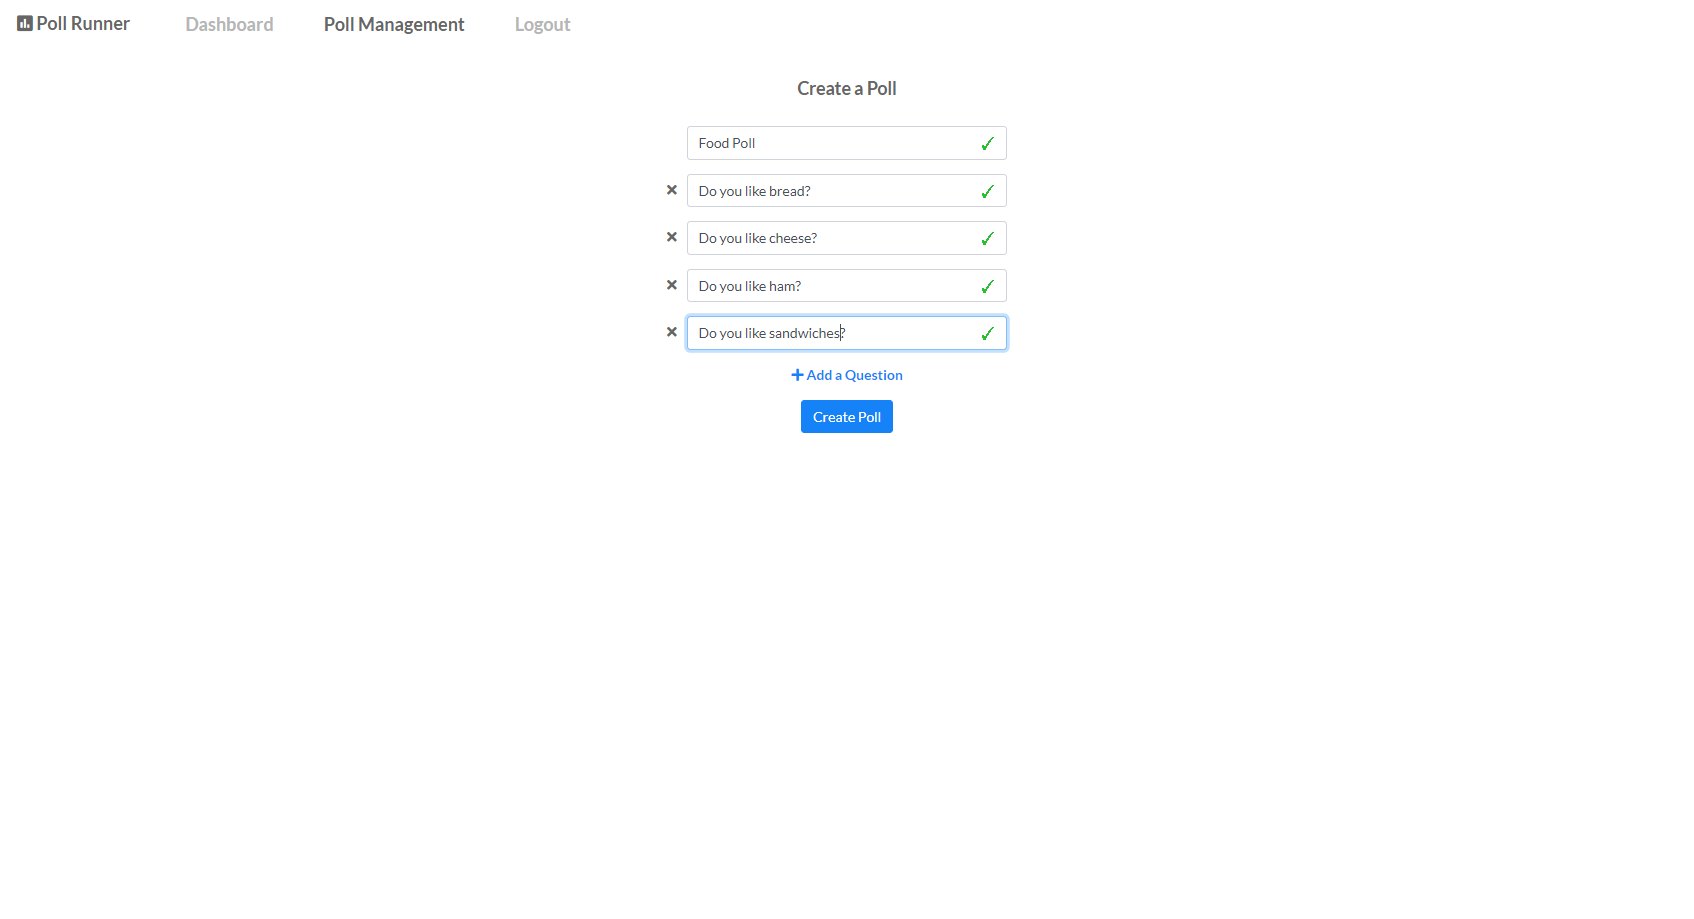 Poll Runner Dashboard Poll Management Logout
Create a Poll
Food Poll
Do you like bread?
Do you like cheese?
Do you like ham?
Do you like sandwiches?
Add a Question
Create Poll